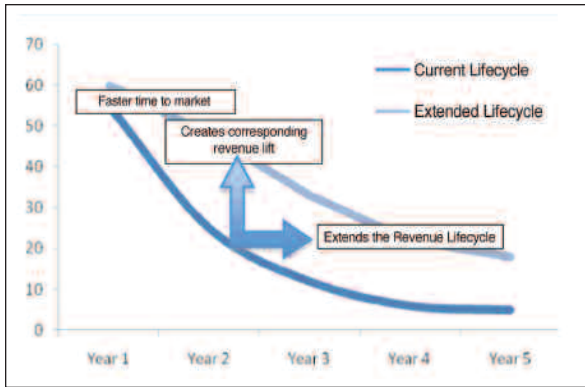 70
60
50
40
30
20
10
0
Current Lifecycle
Extended Lifecycle
Faster time to market
Creates corresponding
revenue lift
Extends the Revenue Lifecycle
Year 1
Year 2
Year 3
Year 4
Year 5